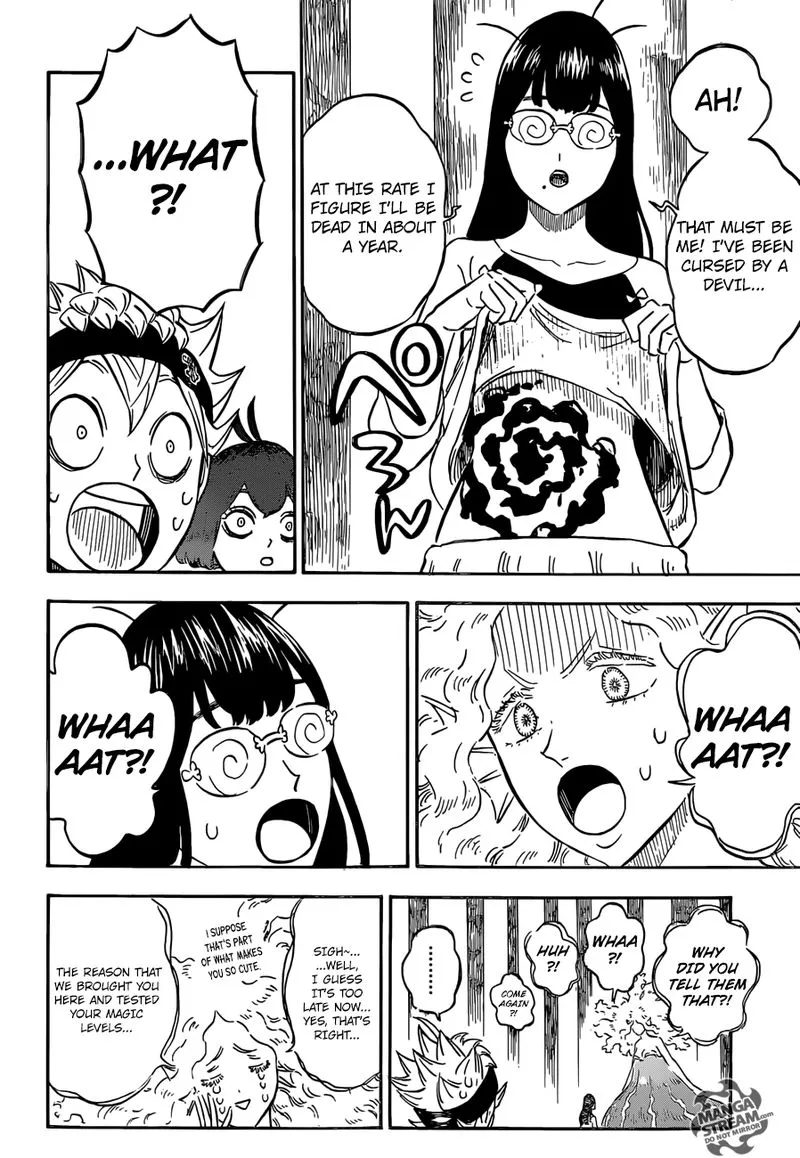 AH!
THAT MUST BE
ME! I'VE BEEN
CURSED BY A
DEVIL...
AT THIS RATE I
FIGURE I'LL BE
DEAD IN ABOUT
A YEAR.
ペろん
...WHAT
?!
WHAA
AAT?!
WHAA
AAT?!
WHY
DID YOU
TELL THEM
THAT?!
WHAA
?!
HUH
?!
COME
AGAIN
?!
........
SIGH~...
...WELL,
I GUESS
IT'S TOO
LATE NOW...
YES, THAT'S
RIGHT...
I SUPPOSE
THAT'S PART
OF WHAT MAKES
YOU SO CUTE.
THE REASON THAT
WE BROUGHT YOU
HERE AND TESTED
YOUR MAGIC
LEVELS...
MANGA
STREAM.com
DO NOT MIRROR